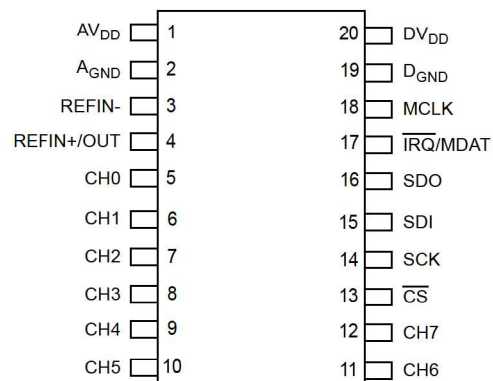 AVDD 1 20 DVDD
AGND 2 19 DGND
REFIN- 3 18 MCLK
REFIN+/OUT 4 17 IRQ/MDAT
CH0 5 16 SDO
CH1 6 15 SDI
CH2 7 14 SCK
CH3 8 13 CS
CH4 9 12 CH7
CH5 10 11 CH6